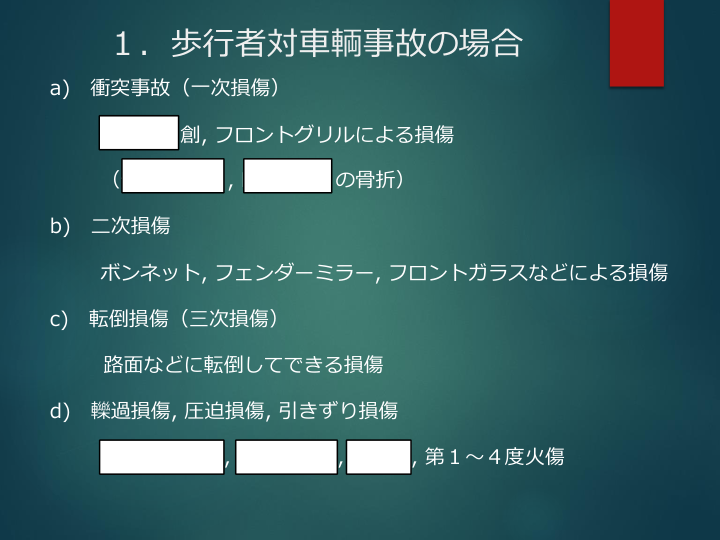 １．歩行者対車輌事故の場合
a) 衝突事故（一次損傷）
創, フロントグリルによる損傷
（ , の骨折）
b) 二次損傷
ボンネット, フェンダーミラー, フロントガラスなどによる損傷
c) 転倒損傷（三次損傷）
路面などに転倒してできる損傷
d) 轢過損傷, 圧迫損傷, 引きずり損傷
, , , 第１～４度火傷